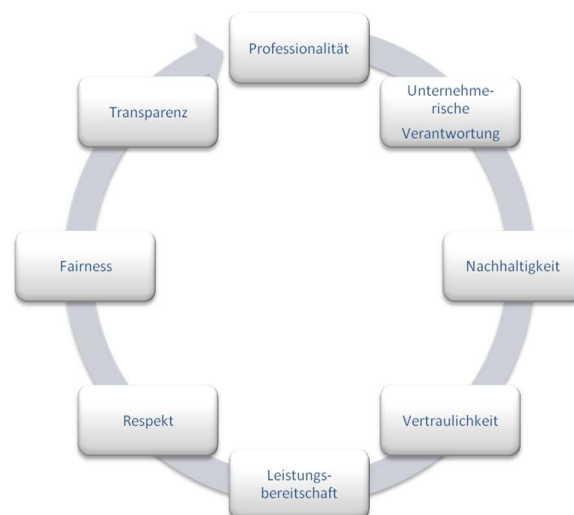 Professionalität
Unternehme-
rische
Verantwortung
Nachhaltigkeit
Vertraulichkeit
Leistungs-
bereitschaft
Respekt
Fairness
Transparenz